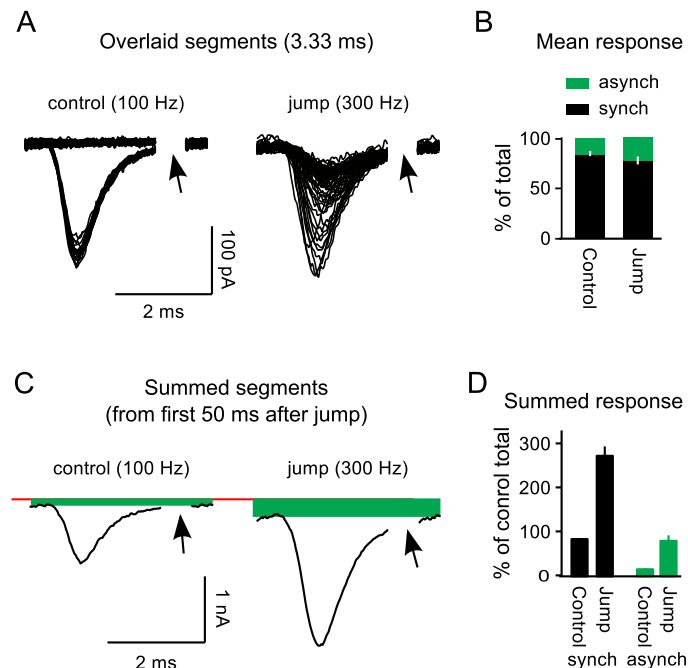 A
Overlaid segments (3.33 ms)
control (100 Hz)
jump (300 Hz)
100 pA
2 ms
B
Mean response
asynch
synch
% of total
100
50
0
Control
Jump
C
Summed segments
(from first 50 ms after jump)
control (100 Hz)
jump (300 Hz)
1 nA
2 ms
D
Summed response
% of conrol total
300
200
100
0
Control
Jump
Control
Jump
synch
asynch